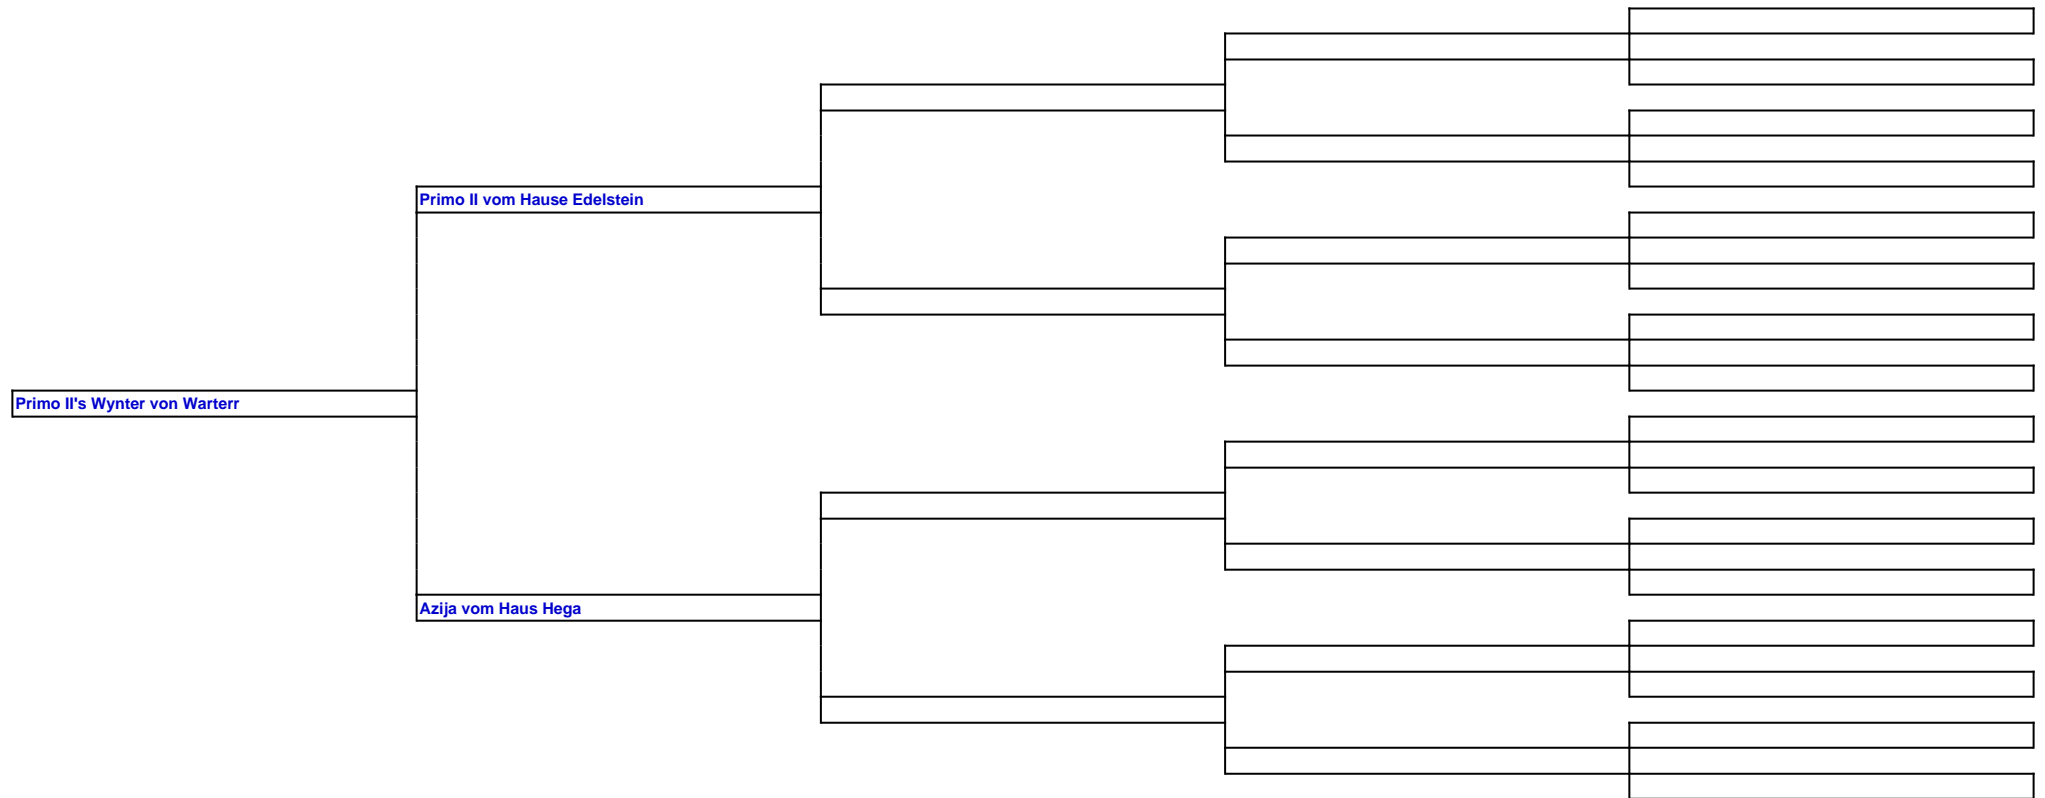 Primo II vom Hause Edelstein
Primo II's Wynter von Warterr
Azija vom Haus Hega